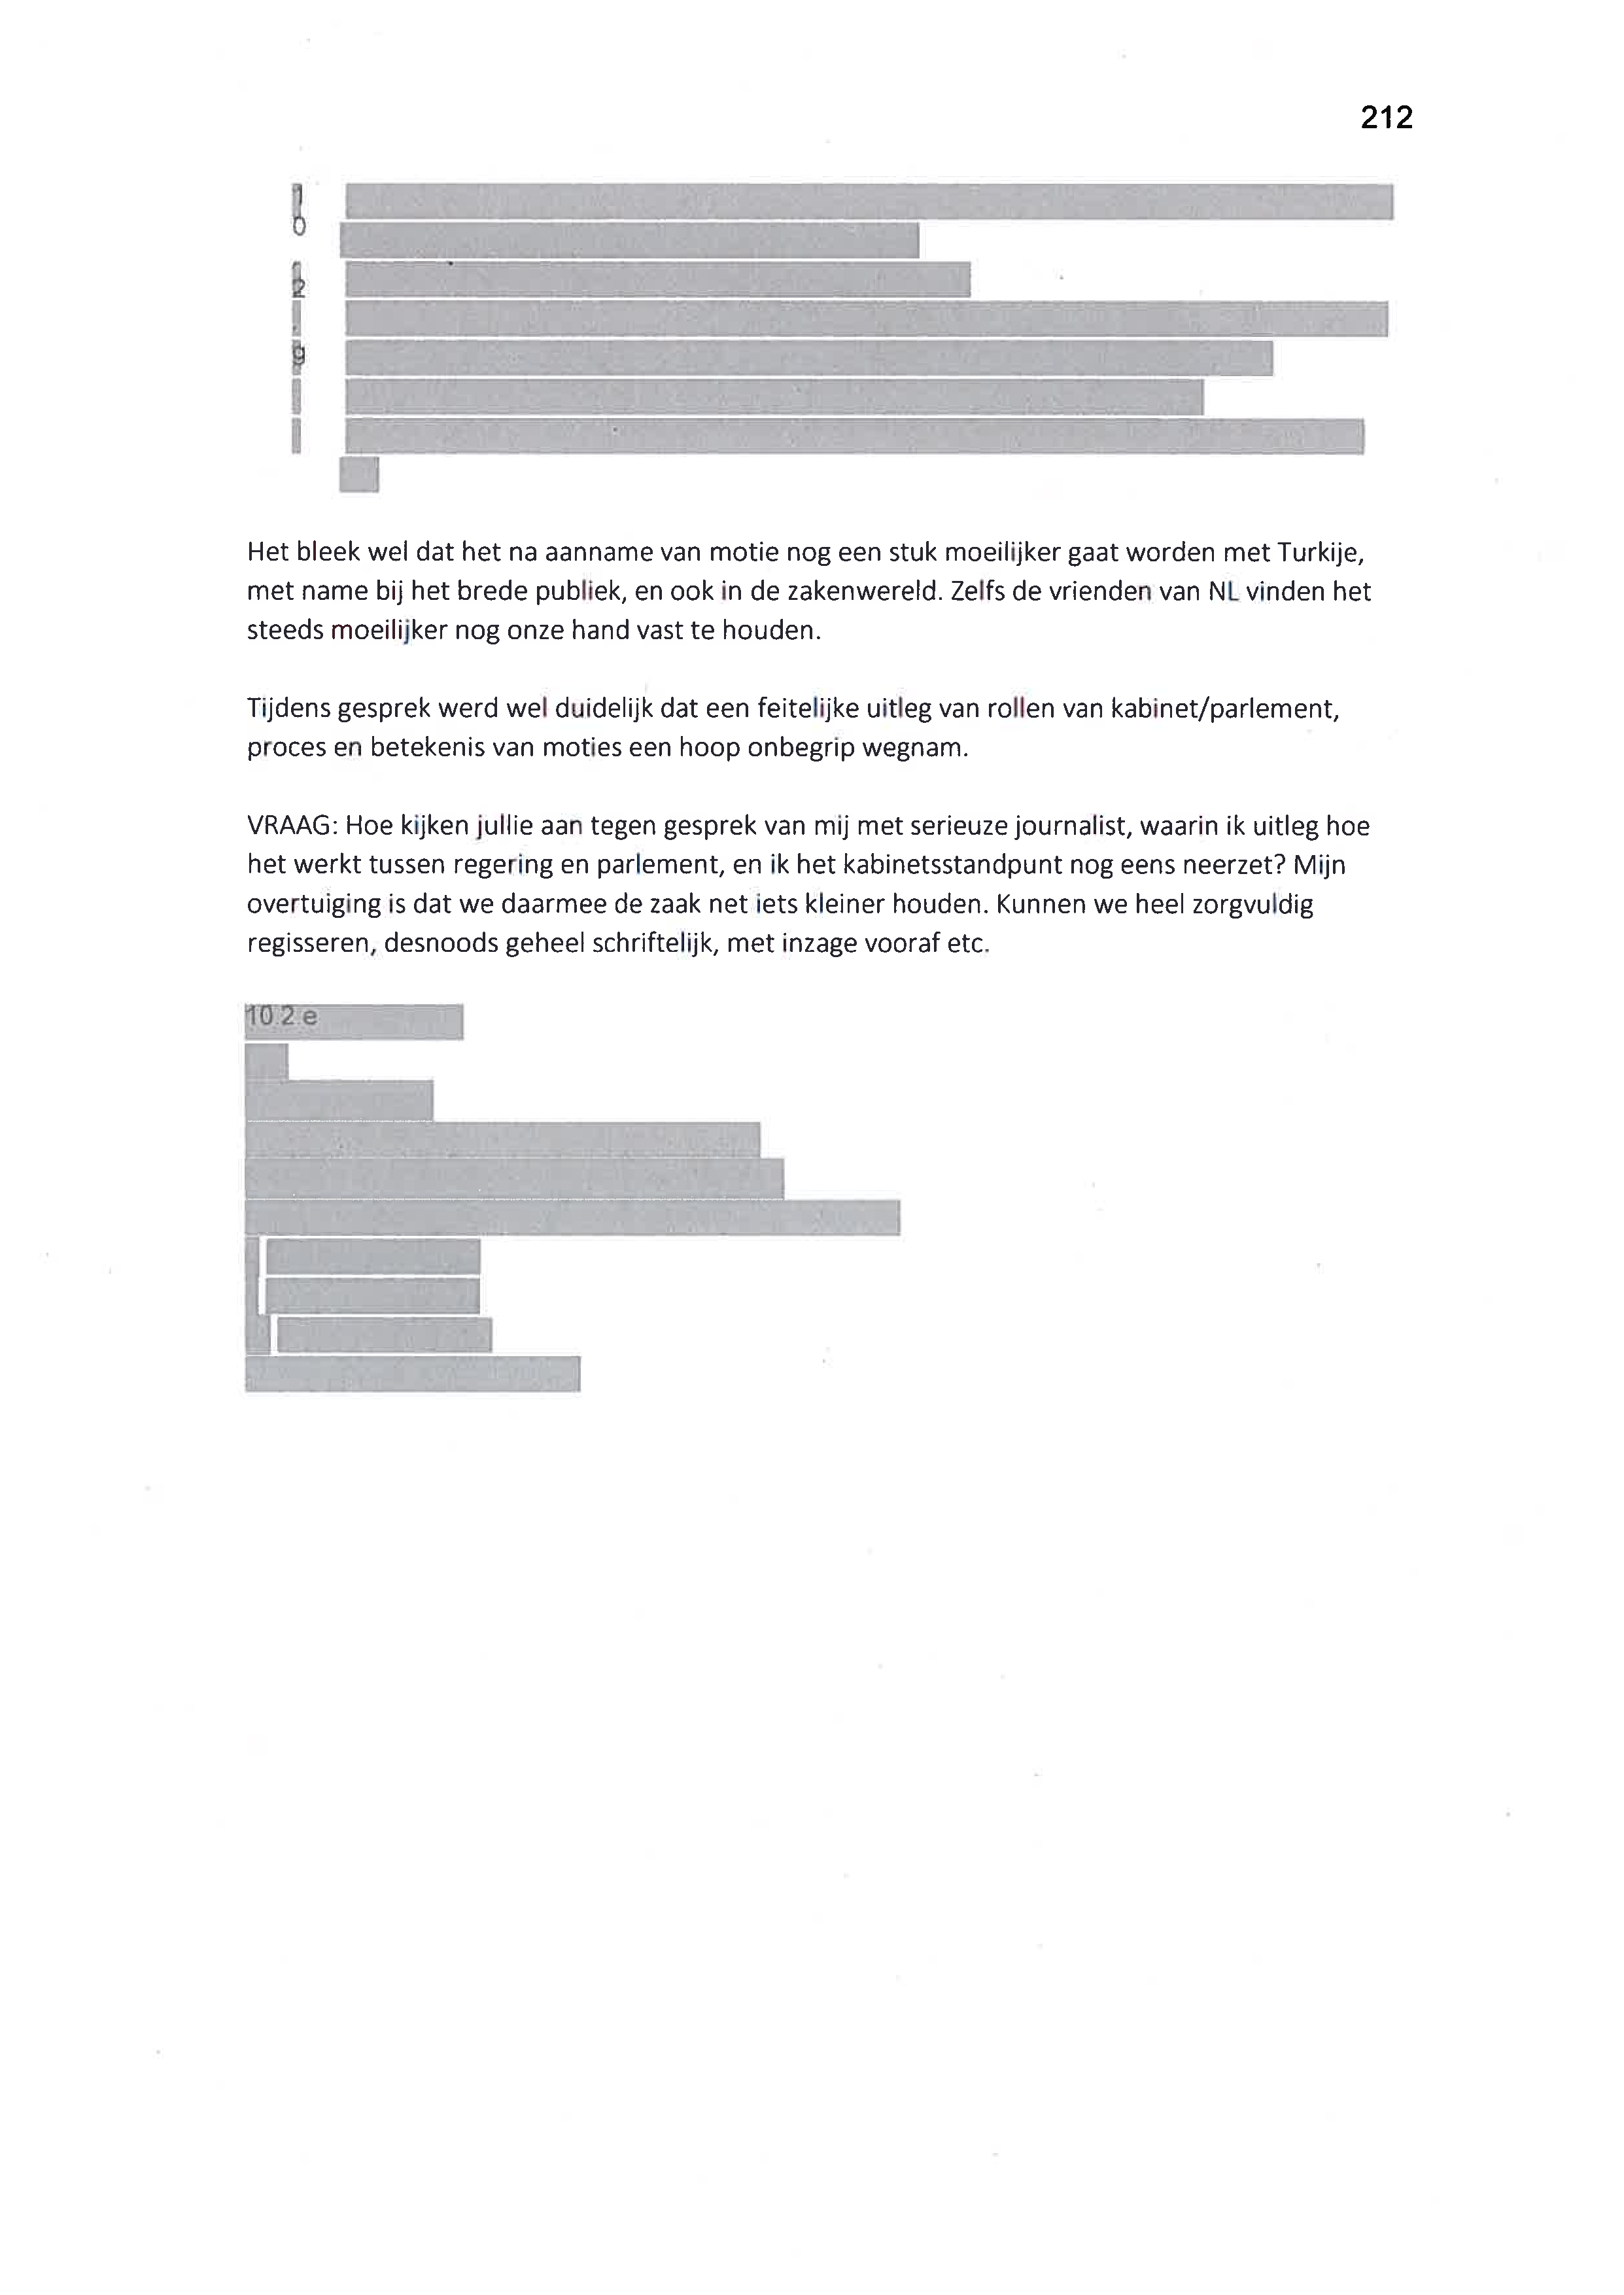 212
1
0
2
.
g
Het bleek wel dat het na aanname van motie nog een stuk moeilijker gaat worden met Turkije,
met name bij het brede publiek, en ook in de zakenwereld. Zelfs de vrienden van NL vinden het
steeds moeilijker nog onze hand vast te houden.
Tijdens gesprek werd wel duidelijk dat een feitelijke uitleg van rollen van kabinet/parlement,
proces en betekenis van moties een hoop onbegrip wegnam.
VRAAG: Hoe kijken jullie aan tegen gesprek van mij met serieuze journalist, waarin ik uitleg hoe
het werkt tussen regering en parlement, en ik het kabinetsstandpunt nog eens neerzet? Mijn
overtuiging is dat we daarmee de zaak net iets kleiner houden. Kunnen we heel zorgvuldig
regisseren, desnoods geheel schriftelijk, met inzage vooraf etc.
10.2 e